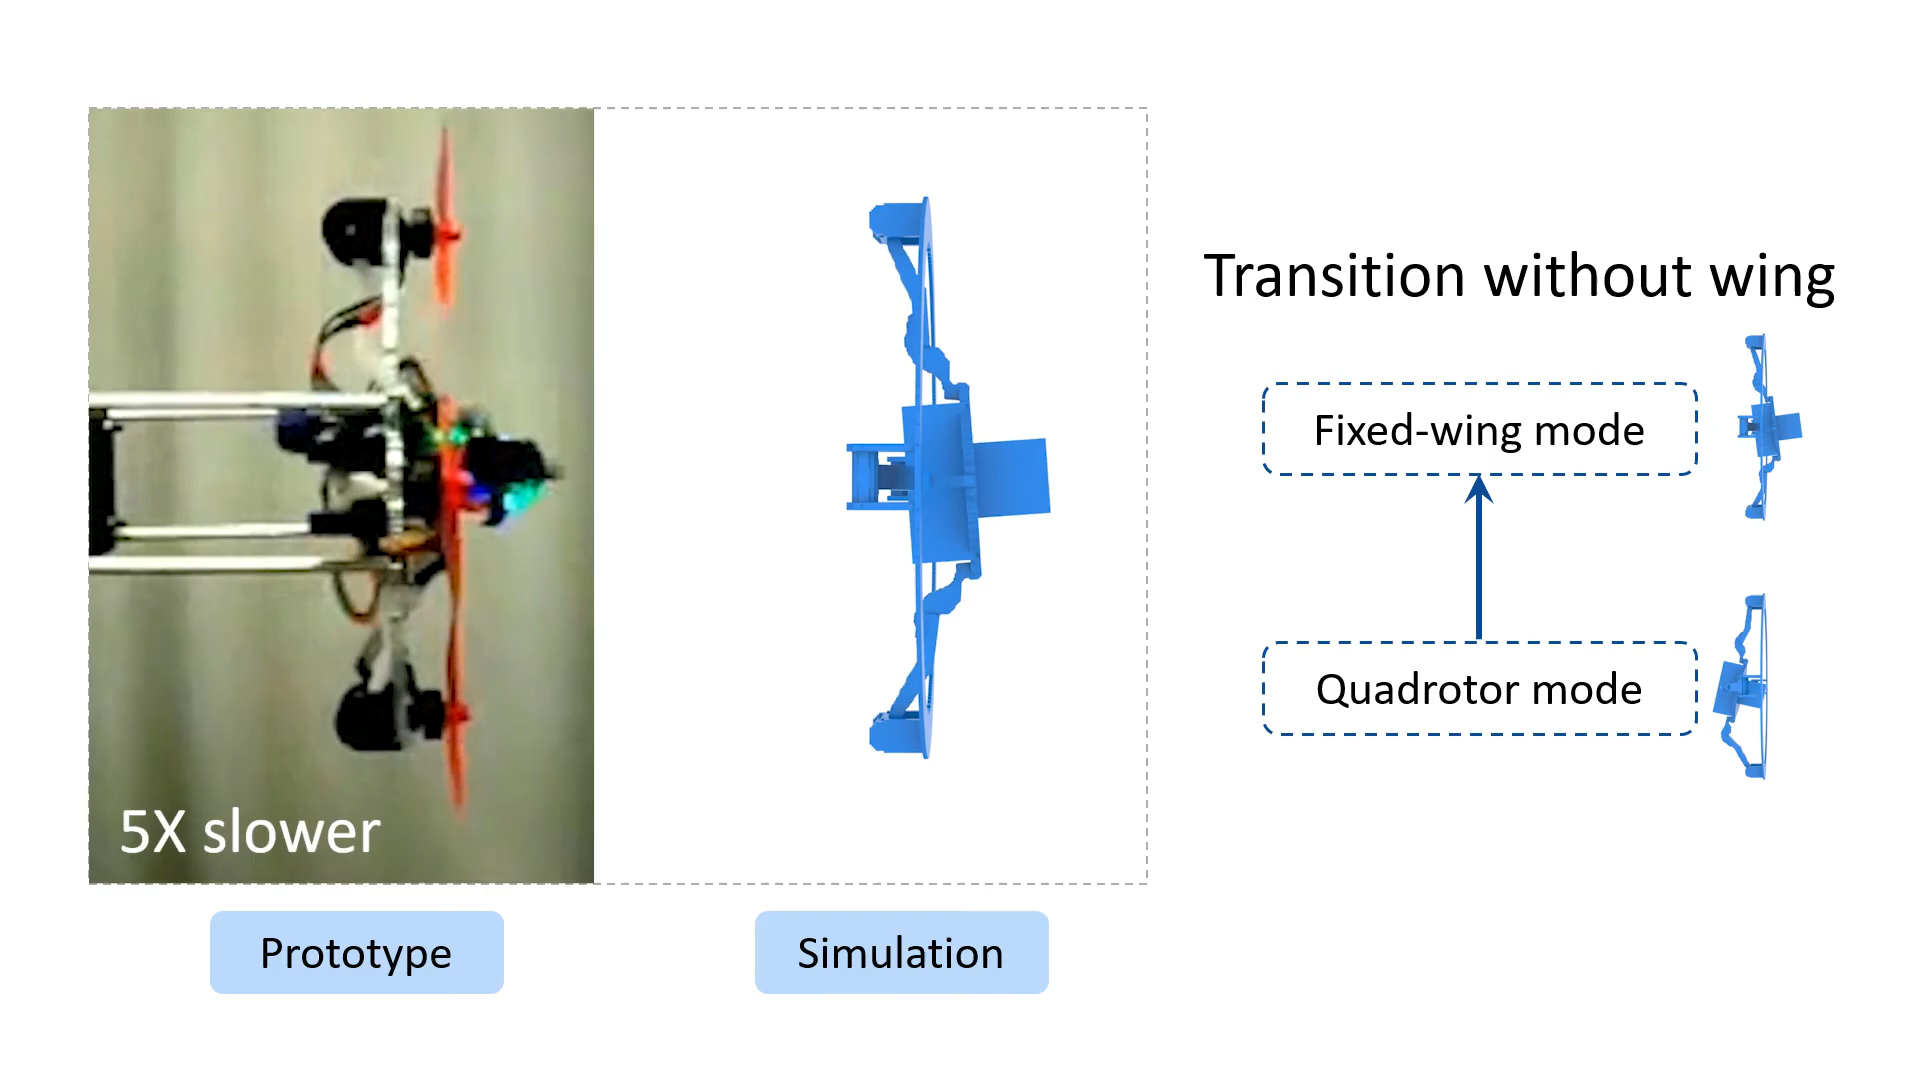 5X slower
Prototype
Simulation
Transition without wing
Fixed-wing mode
Quadrotor mode